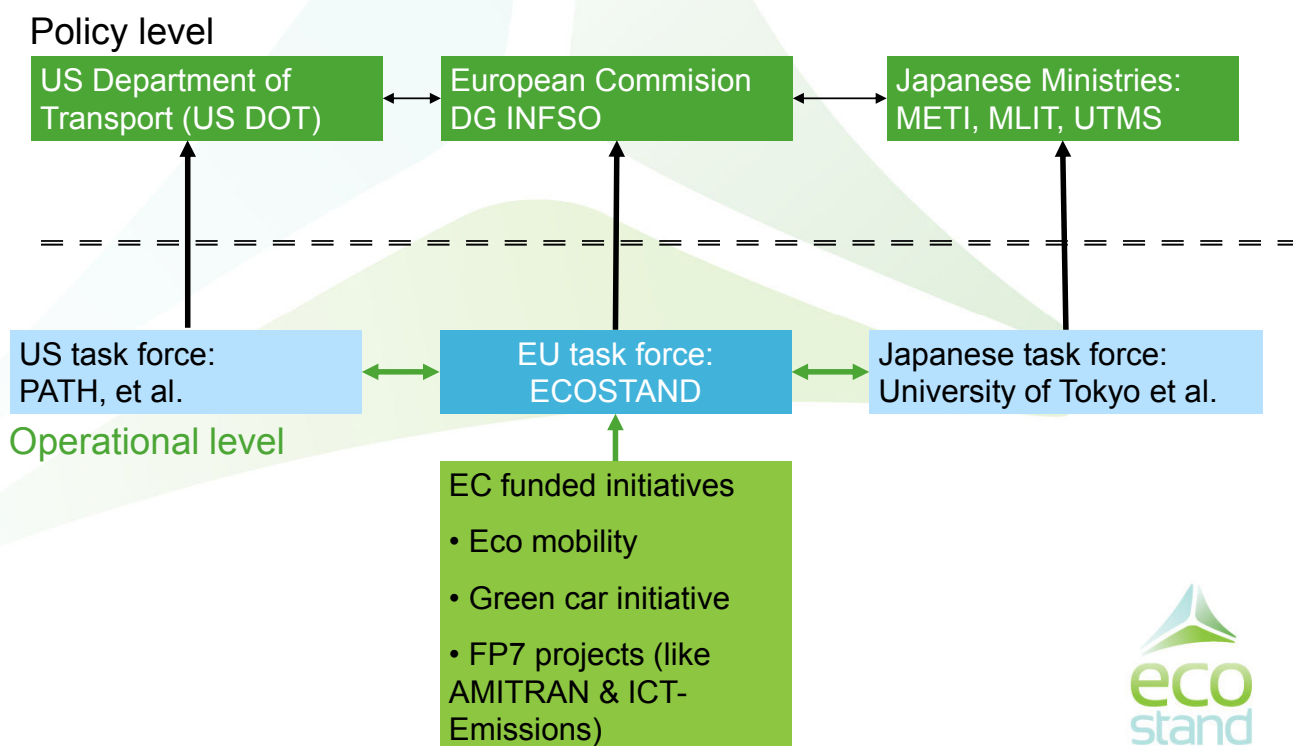 Policy level
US Department of
Transport (US DOT)
European Commision
DG INFSO
Japanese Ministries:
METI, MLIT, UTMS
US task force:
PATH, et al.
EU task force:
ECOSTAND
Japanese task force:
University of Tokyo et al.
Operational level
EC funded initiatives
• Eco mobility
• Green car initiative
• FP7 projects (like
AMITRAN & ICT-
Emissions)
eco
stand